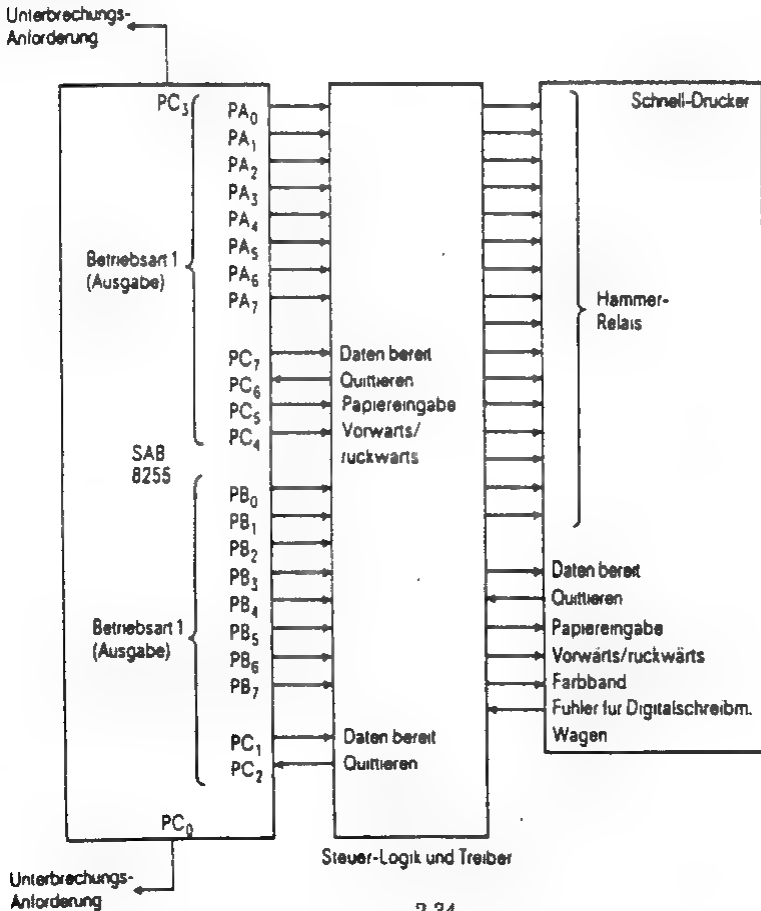 Unterbrechungs-
Anforderung
PC3
PA0
PA1
PA2
PA3
PA4
PA5
PA6
PA7
Betriebsart 1
(Ausgabe)
PC7
PC6
PC5
PC4
SAB
8255
PB0
PB1
PB2
PB3
PB4
PB5
PB6
PB7
Betriebsart 1
(Ausgabe)
PC1
PC2
PC0
Unterbrechungs-
Anforderung
Daten bereit
Quittieren
Papiereingabe
Vorwarts/
ruckwarts
Daten bereit
Quittieren
Steuer-Logik und Treiber
Schnell-Drucker
Hammer-
Relais
Daten bereit
Quittieren
Papiereingabe
Vorwärts/ruckwärts
Farbband
Fuhler fur Digitalschreibm.
Wagen
2-34